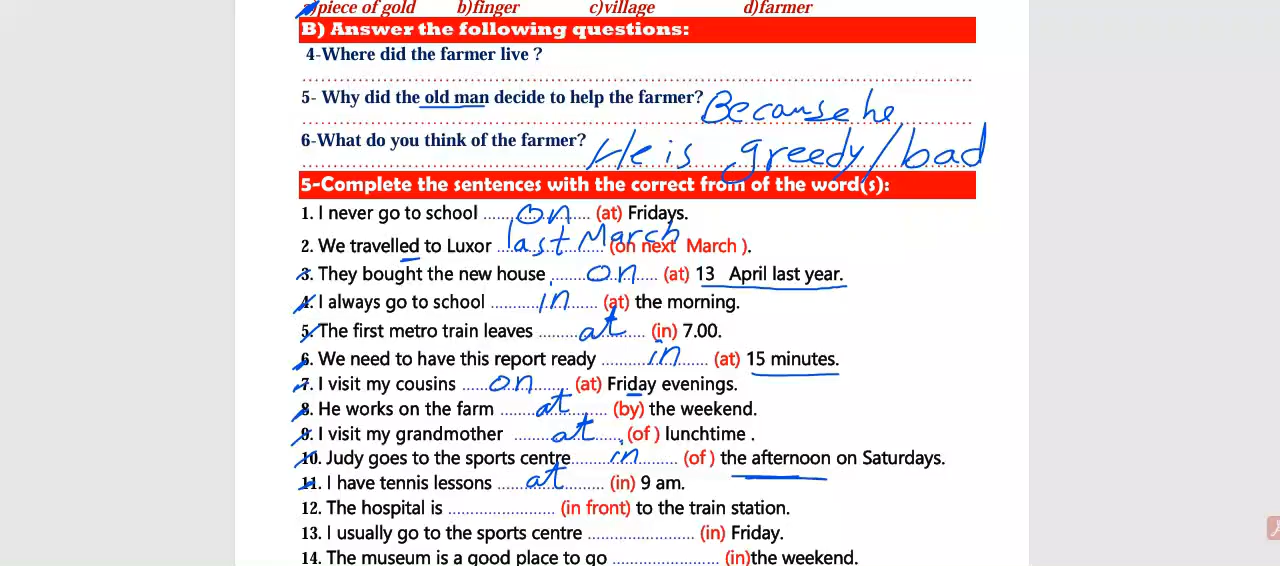 a)piece of gold b)finger c)village d)farmer
B) Answer the following questions:
4-Where did the farmer live ?
5- Why did the old man decide to help the farmer? Because he
6-What do you think of the farmer? He is greedy/bad
5-Complete the sentences with the correct from of the word(s):
1. I never go to school ......on...... (at) Fridays.
2. We travelled to Luxor ....last March.... (on next March ).
3. They bought the new house ........on..... (at) 13 April last year.
4. I always go to school ..........in...... (at) the morning.
5. The first metro train leaves ........at..... (in) 7.00.
6. We need to have this report ready ..........in...... (at) 15 minutes.
7. I visit my cousins .....on...... (at) Friday evenings.
8. He works on the farm .......at...... (by) the weekend.
9. I visit my grandmother .......at...... (of ) lunchtime .
10. Judy goes to the sports centre........in....... (of ) the afternoon on Saturdays.
11. I have tennis lessons ......at........ (in) 9 am.
12. The hospital is ...................... (in front) to the train station.
13. I usually go to the sports centre ...................... (in) Friday.
14. The museum is a good place to go ...................... (in)the weekend.